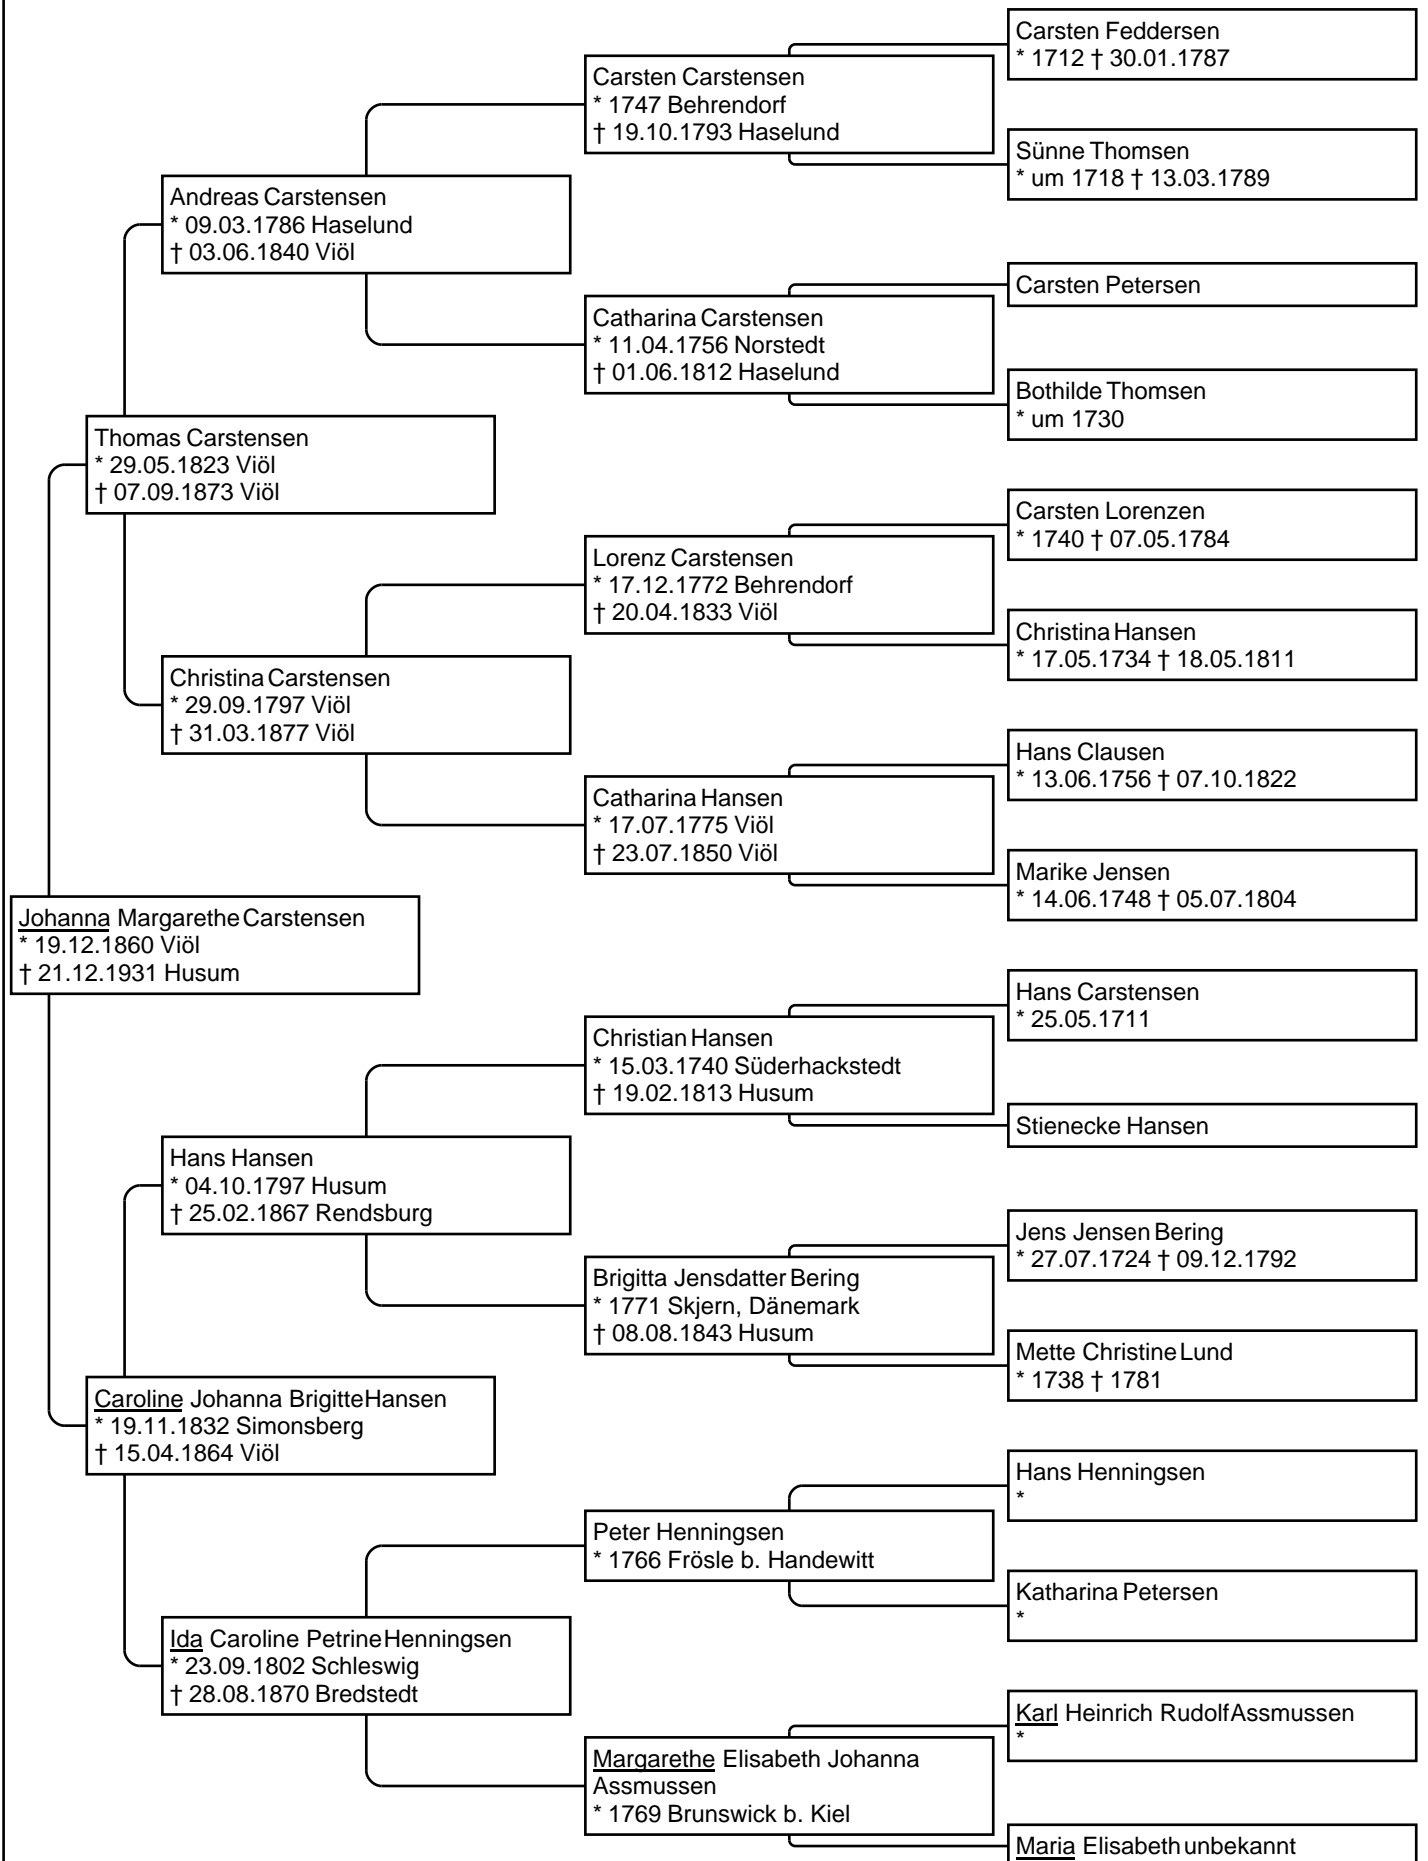 Carsten Feddersen
* 1712 † 30.01.1787
Carsten Carstensen
* 1747 Behrendorf
† 19.10.1793 Haselund
Sünne Thomsen
* um 1718 † 13.03.1789
Andreas Carstensen
* 09.03.1786 Haselund
† 03.06.1840 Viöl
Carsten Petersen
Catharina Carstensen
* 11.04.1756 Norstedt
† 01.06.1812 Haselund
Bothilde Thomsen
* um 1730
Thomas Carstensen
* 29.05.1823 Viöl
† 07.09.1873 Viöl
Carsten Lorenzen
* 1740 † 07.05.1784
Lorenz Carstensen
* 17.12.1772 Behrendorf
† 20.04.1833 Viöl
Christina Hansen
* 17.05.1734 † 18.05.1811
Christina Carstensen
* 29.09.1797 Viöl
† 31.03.1877 Viöl
Hans Clausen
* 13.06.1756 † 07.10.1822
Catharina Hansen
* 17.07.1775 Viöl
† 23.07.1850 Viöl
Marike Jensen
* 14.06.1748 † 05.07.1804
Johanna Margarethe Carstensen
* 19.12.1860 Viöl
† 21.12.1931 Husum
Hans Carstensen
* 25.05.1711
Christian Hansen
* 15.03.1740 Süderhackstedt
† 19.02.1813 Husum
Stienecke Hansen
Hans Hansen
* 04.10.1797 Husum
† 25.02.1867 Rendsburg
Jens Jensen Bering
* 27.07.1724 † 09.12.1792
Brigitta Jensdatter Bering
* 1771 Skjern, Dänemark
† 08.08.1843 Husum
Mette Christine Lund
* 1738 † 1781
Caroline Johanna Brigitte Hansen
* 19.11.1832 Simonsberg
† 15.04.1864 Viöl
Hans Henningsen
*
Peter Henningsen
* 1766 Frösle b. Handewitt
Katharina Petersen
*
Ida Caroline Petrine Henningsen
* 23.09.1802 Schleswig
† 28.08.1870 Bredstedt
Karl Heinrich Rudolf Assmussen
*
Margarethe Elisabeth Johanna
Assmussen
* 1769 Brunswick b. Kiel
Maria Elisabeth unbekannt